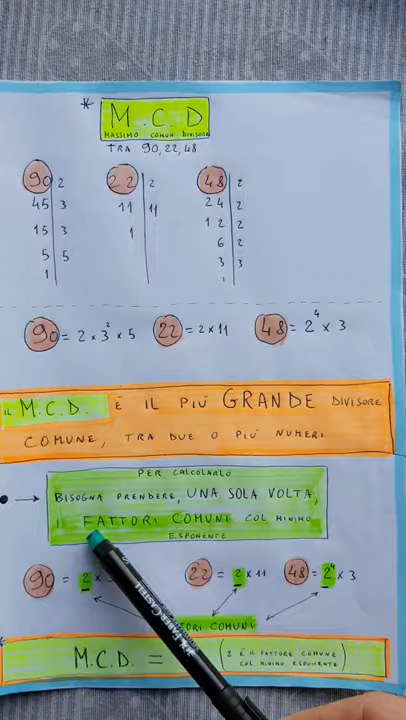 * M.C.D
MASSIMO COMUN DIVISORE
TRA 90, 22, 48
90 2
45 3
15 3
5 5
1
22 2
11 11
1
48 2
24 2
12 2
6 2
3 3
1
90 = 2 x 3² x 5
22 = 2 x 11
48 = 2⁴ x 3
IL M.C.D. È IL PIÙ GRANDE DIVISORE
COMUNE, TRA DUE O PIÙ NUMERI
PER CALCOLARLO
• → BISOGNA PRENDERE, UNA SOLA VOLTA,
I FATTORI COMUNI COL MINIMO
ESPONENTE
90 = 2 x
22 = 2 x 11
48 = 2⁴ x 3
COMUNI
M.C.D. = (2 È IL FATTORE COMUNE
COL MINIMO ESPONENTE)